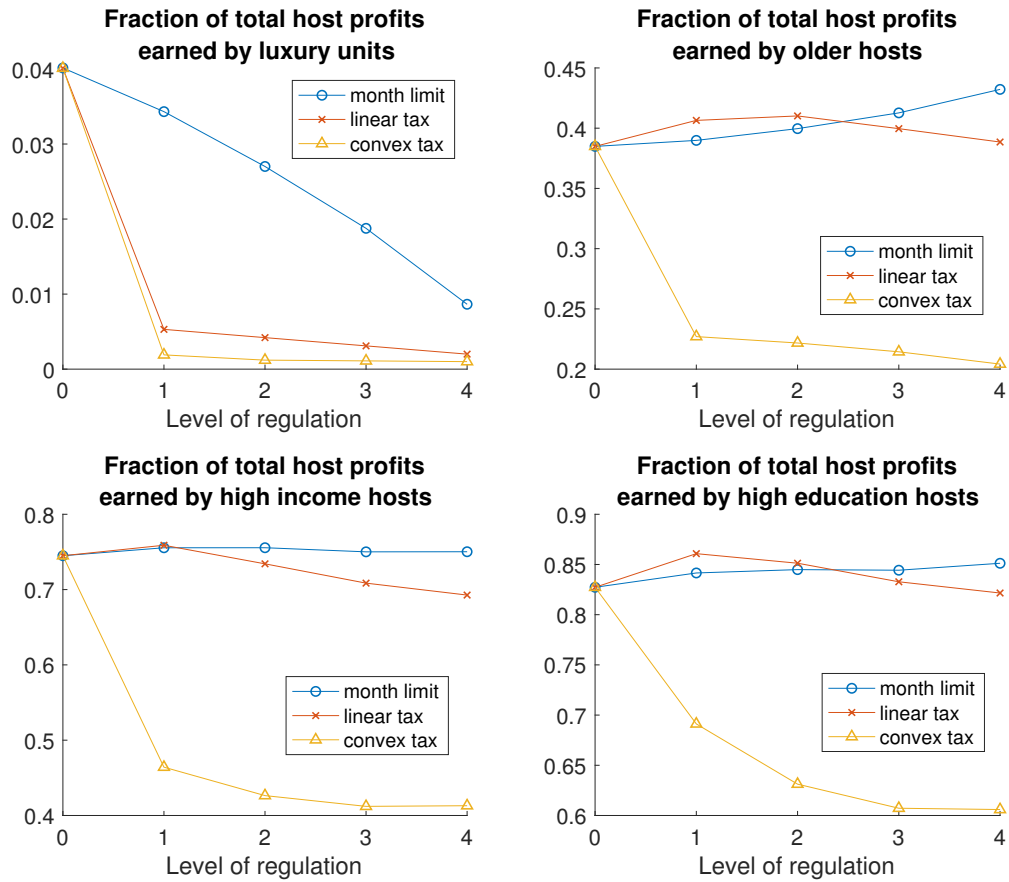 Fraction of total host profits
earned by luxury units
0.04
0.03
0.02
0.01
0
0 1 2 3 4
Level of regulation
month limit
linear tax
convex tax
Fraction of total host profits
earned by older hosts
0.45
0.4
0.35
0.3
0.25
0.2
0 1 2 3 4
Level of regulation
month limit
linear tax
convex tax
Fraction of total host profits
earned by high income hosts
0.8
0.7
0.6
0.5
0.4
0 1 2 3 4
Level of regulation
month limit
linear tax
convex tax
Fraction of total host profits
earned by high education hosts
0.9
0.85
0.8
0.75
0.7
0.65
0.6
0 1 2 3 4
Level of regulation
month limit
linear tax
convex tax